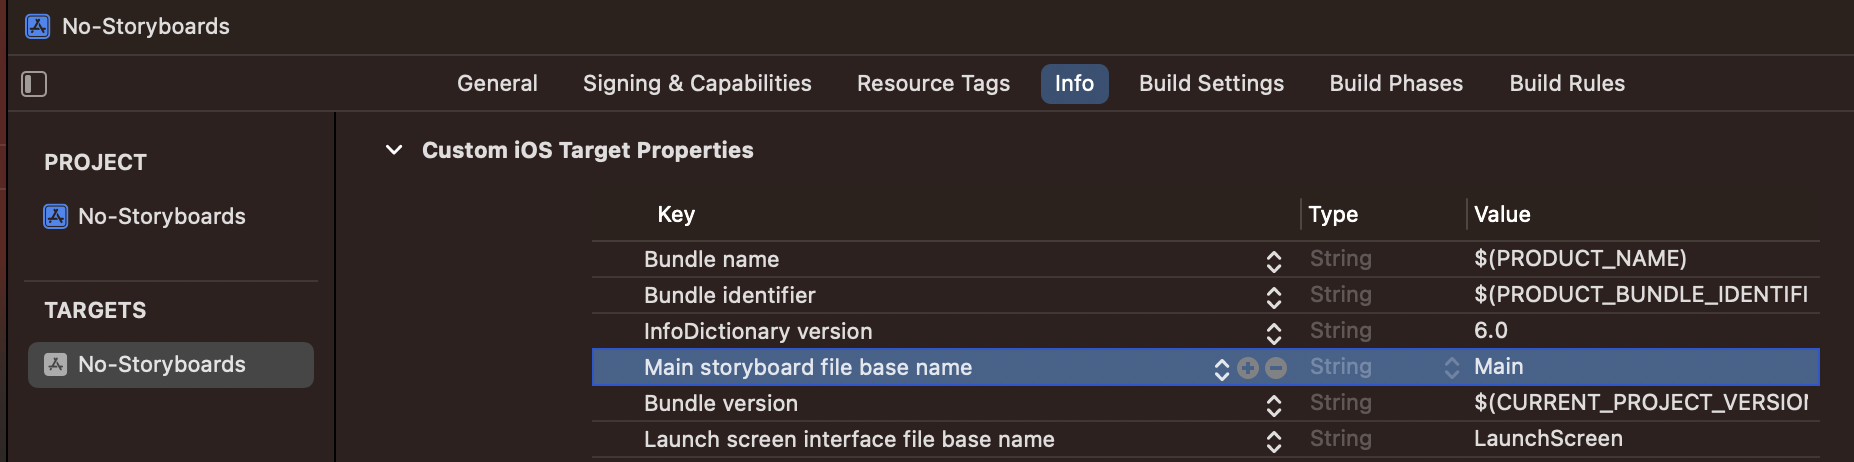 No-Storyboards
General Signing & Capabilities Resource Tags Info Build Settings Build Phases Build Rules
PROJECT
No-Storyboards
TARGETS
No-Storyboards
Custom iOS Target Properties
Key Type Value
Bundle name String $(PRODUCT_NAME)
Bundle identifier String $(PRODUCT_BUNDLE_IDENTIFI
InfoDictionary version String 6.0
Main storyboard file base name String Main
Bundle version String $(CURRENT_PROJECT_VERSION
Launch screen interface file base name String LaunchScreen